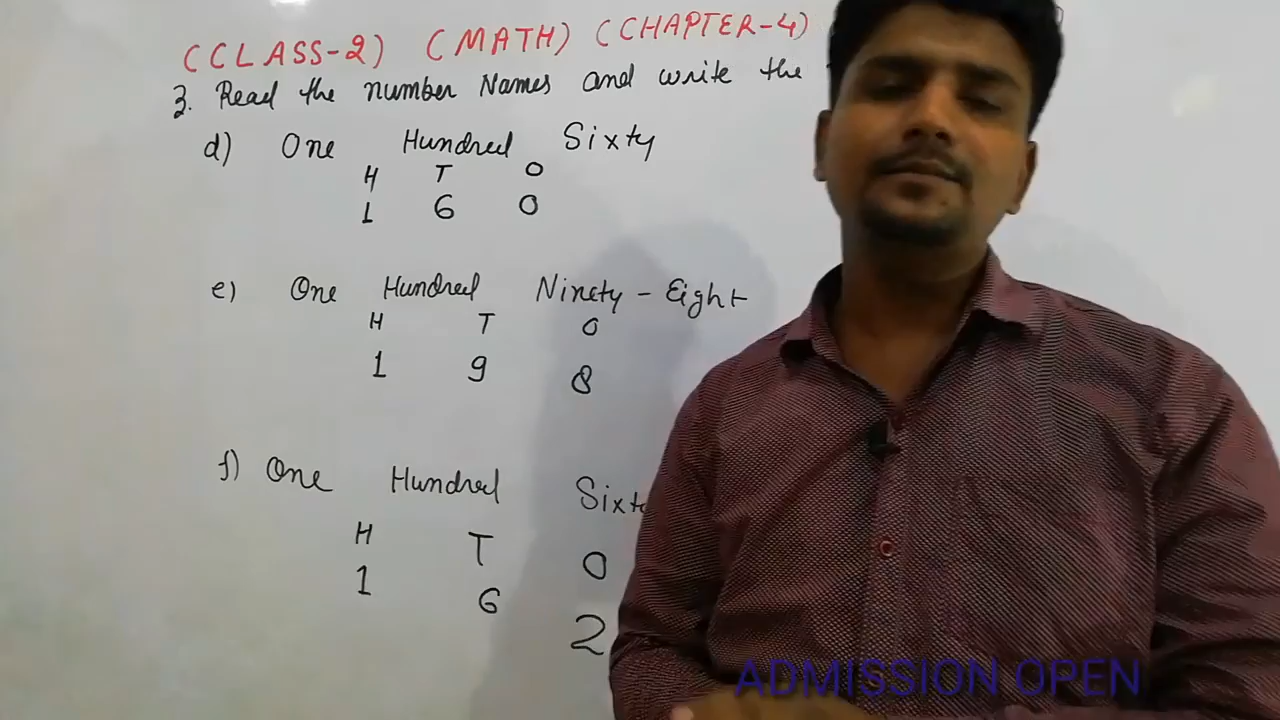 (CLASS-2) (MATH) (CHAPTER-4)
3. Read the number Names and write the
d) One Hundred Sixty
H T O
1 6 0
e) One Hundred Ninety - Eight
H T O
1 9 8
f) One Hundred
H T O
1 6 2
ADMISSION OPEN